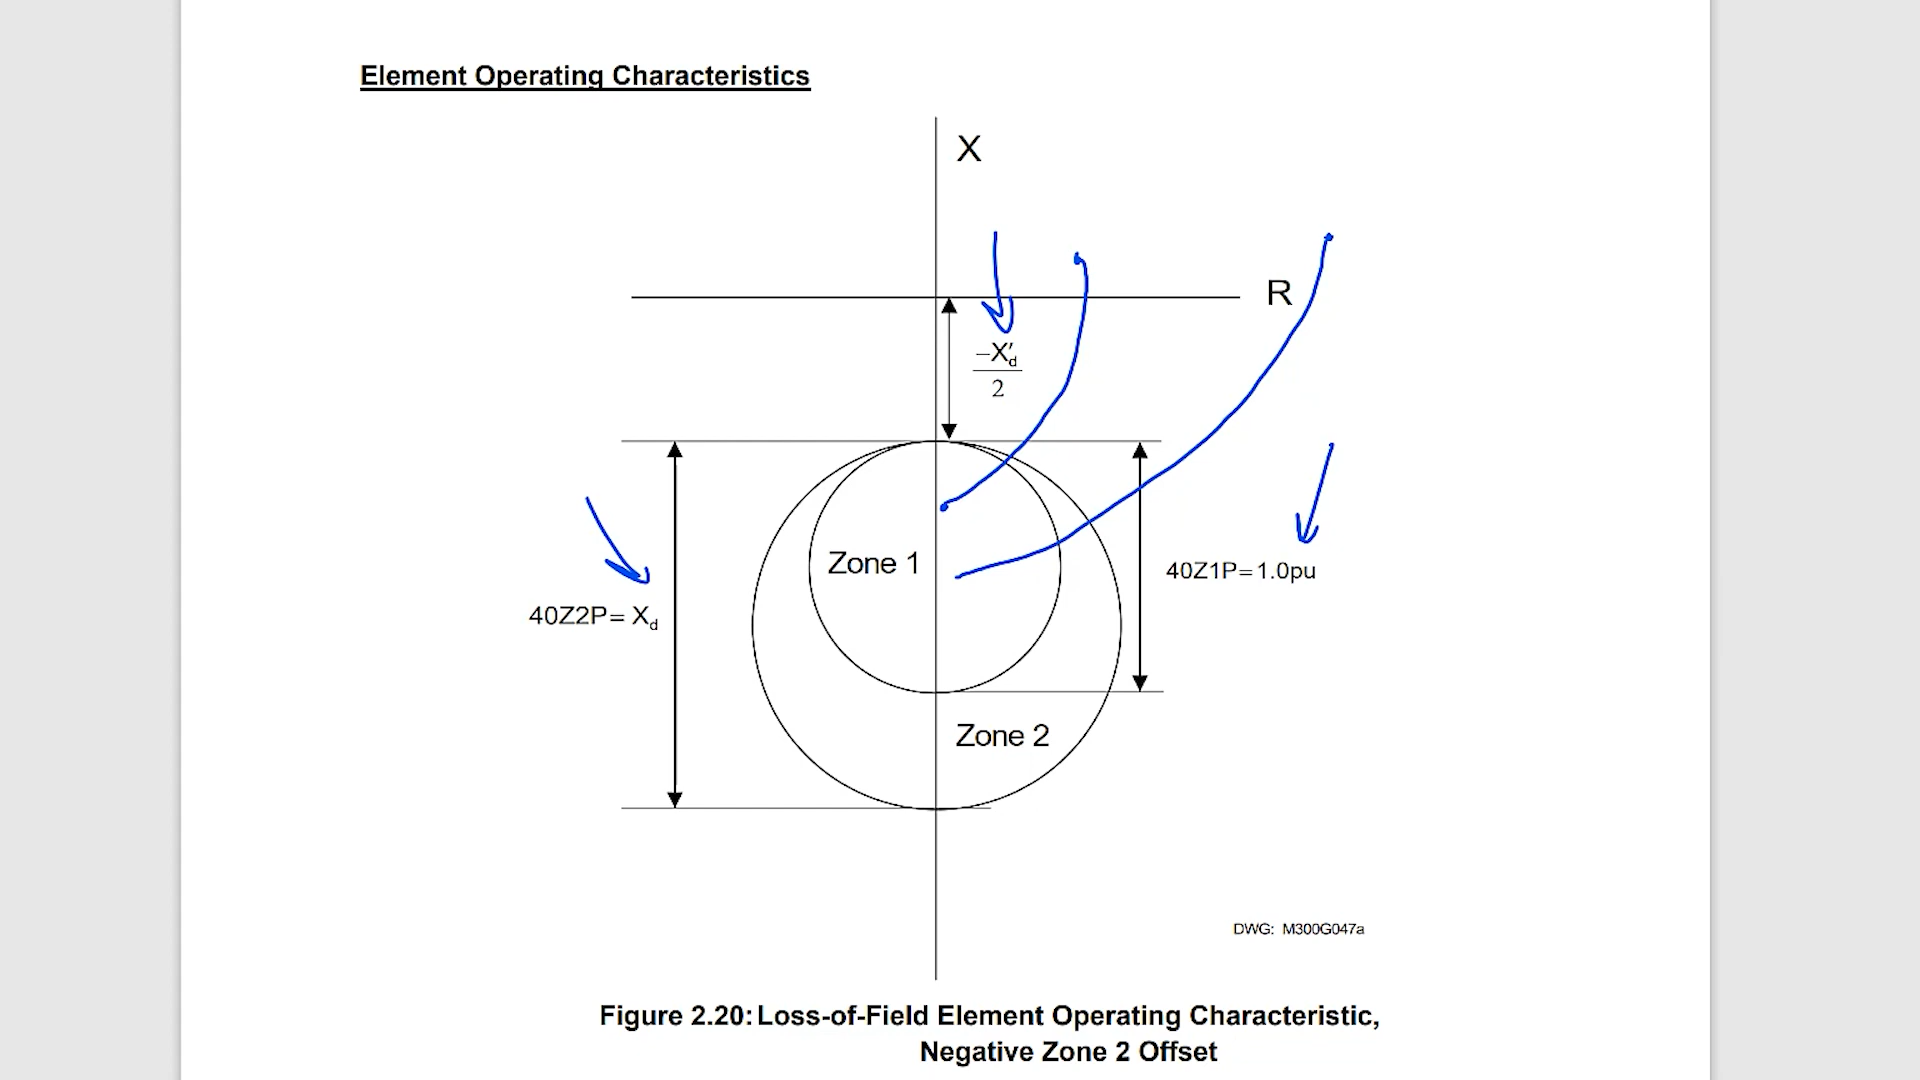 Element Operating Characteristics
X
R
–X′d
2
Zone 1
40Z1P=1.0pu
40Z2P= Xd
Zone 2
DWG: M300G047a
Figure 2.20: Loss-of-Field Element Operating Characteristic,
Negative Zone 2 Offset